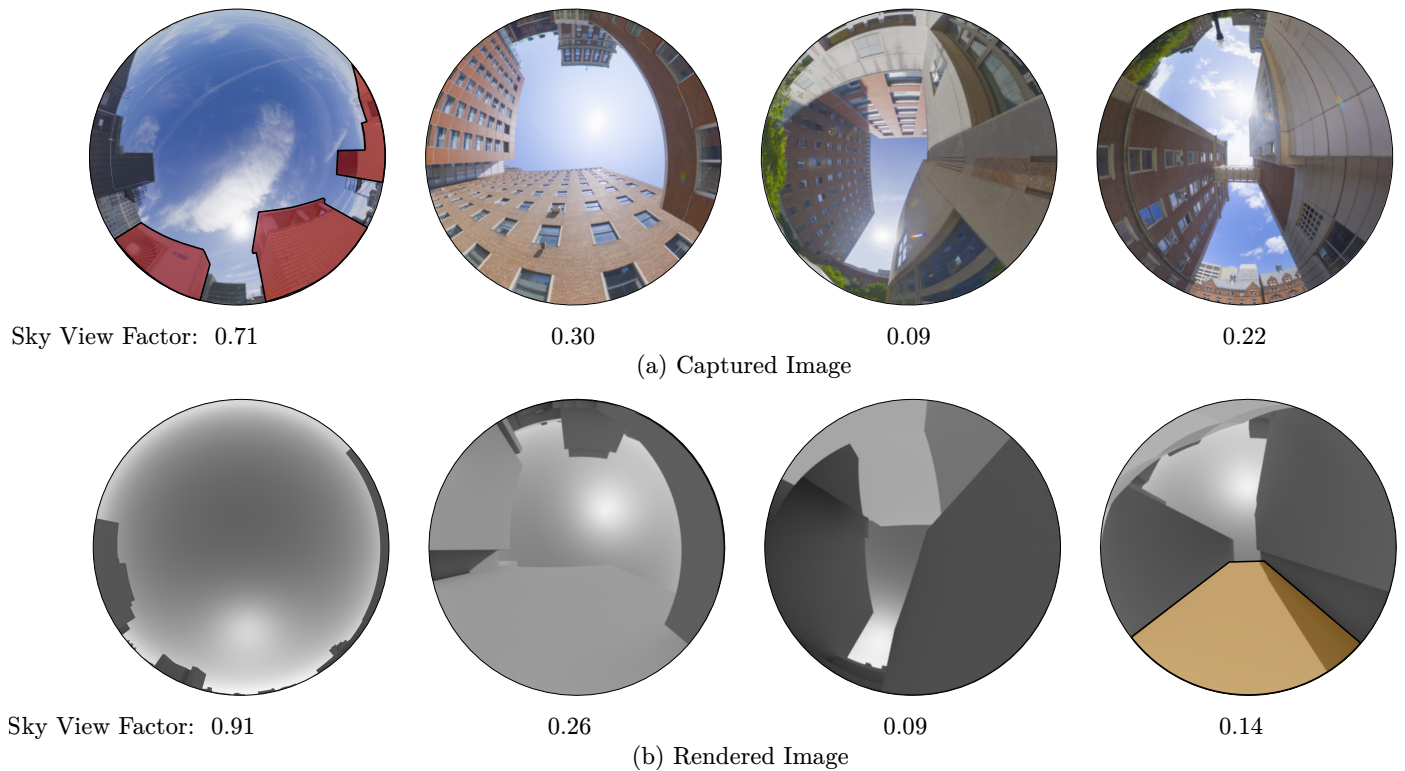 Sky View Factor: 0.71 0.30 0.09 0.22
(a) Captured Image
Sky View Factor: 0.91 0.26 0.09 0.14
(b) Rendered Image